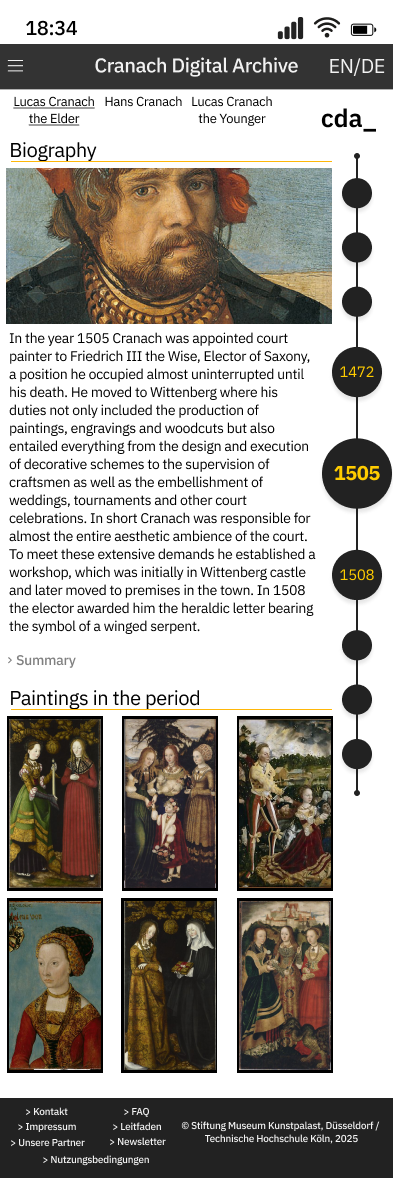 18:34
Cranach Digital Archive
EN/DE
Lucas Cranach
the Elder
Hans Cranach
Lucas Cranach
the Younger
cda_
Biography
In the year 1505 Cranach was appointed court
painter to Friedrich III the Wise, Elector of Saxony,
a position he occupied almost uninterrupted until
his death. He moved to Wittenberg where his
duties not only included the production of
paintings, engravings and woodcuts but also
entailed everything from the design and execution
of decorative schemes to the supervision of
craftsmen as well as the embellishment of
weddings, tournaments and other court
celebrations. In short Cranach was responsible for
almost the entire aesthetic ambience of the court.
To meet these extensive demands he established a
workshop, which was initially in Wittenberg castle
and later moved to premises in the town. In 1508
the elector awarded him the heraldic letter bearing
the symbol of a winged serpent.
1472
1505
1508
> Summary
Paintings in the period
> Kontakt
> Impressum
> Unsere Partner
> FAQ
> Leitfaden
> Newsletter
> Nutzungsbedingungen
© Stiftung Museum Kunstpalast, Düsseldorf /
Technische Hochschule Köln, 2025